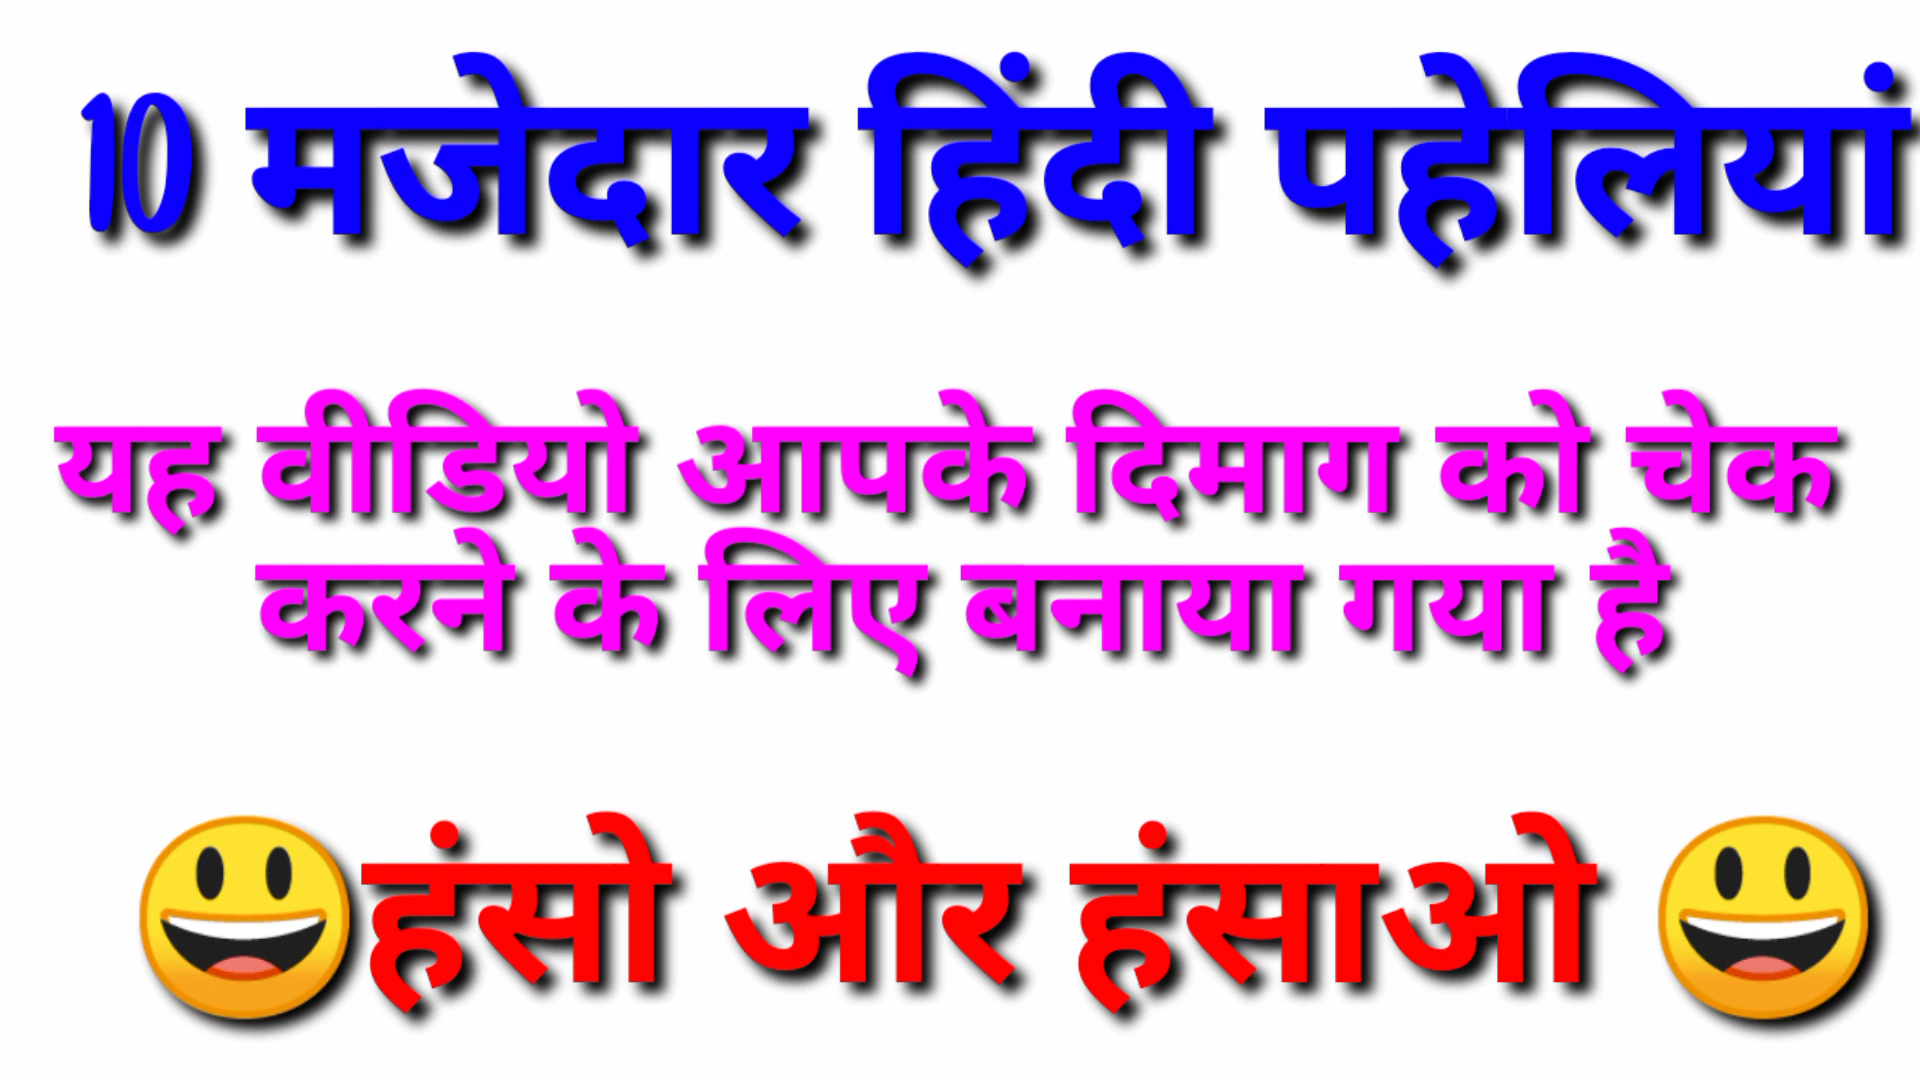 10 मजेदार हिंदी पहेलियां
यह वीडियो आपके दिमाग को चेक
करने के लिए बनाया गया है
😃हंसो और हंसाओ 😃